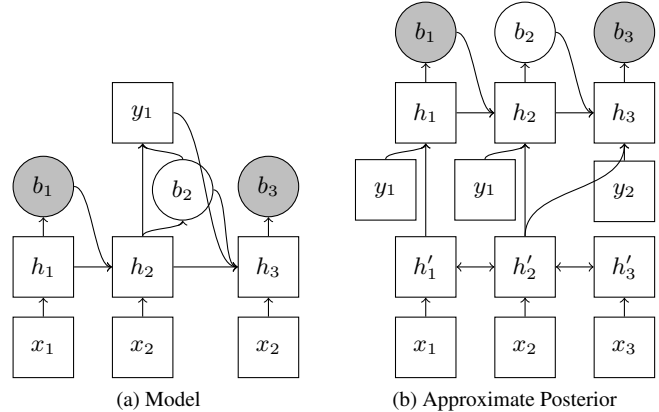 b₁ b₂ b₃
y₁ h₁ h₂ h₃
b₁ b₂ b₃ y₁ y₁ y₂
h₁ h₂ h₃ h′₁ h′₂ h′₃
x₁ x₂ x₂ x₁ x₂ x₃
(a) Model (b) Approximate Posterior